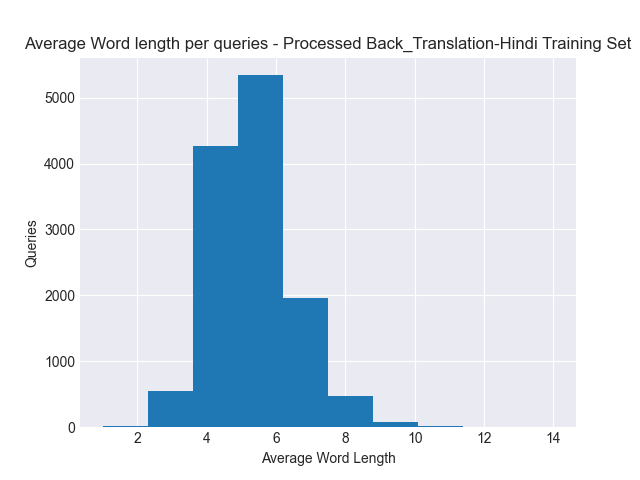 Average Word length per queries - Processed Back_Translation-Hindi Training Set
5000
4000
3000
2000
1000
0
Queries
2 4 6 8 10 12 14
Average Word Length